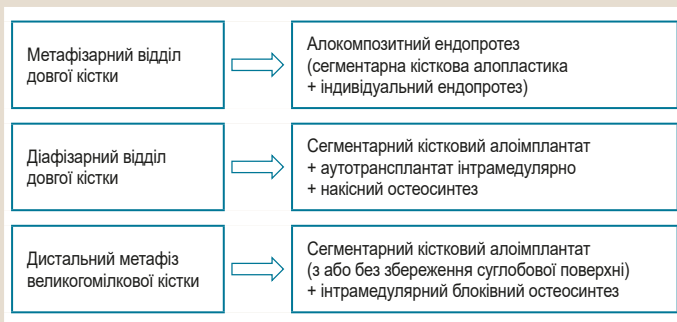 Метафізарний відділ
довгої кістки
Алокомпозитний ендопротез
(сегментарна кісткова алопластика
+ індивідуальний ендопротез)
Діафізарний відділ
довгої кістки
Сегментарний кістковий алоімплантат
+ аутотрансплантат інтрамедулярно
+ накісний остеосинтез
Дистальний метафіз
великогомілкової кістки
Сегментарний кістковий алоімплантат
(з або без збереження суглобової поверхні)
+ інтрамедулярний блоківний остеосинтез